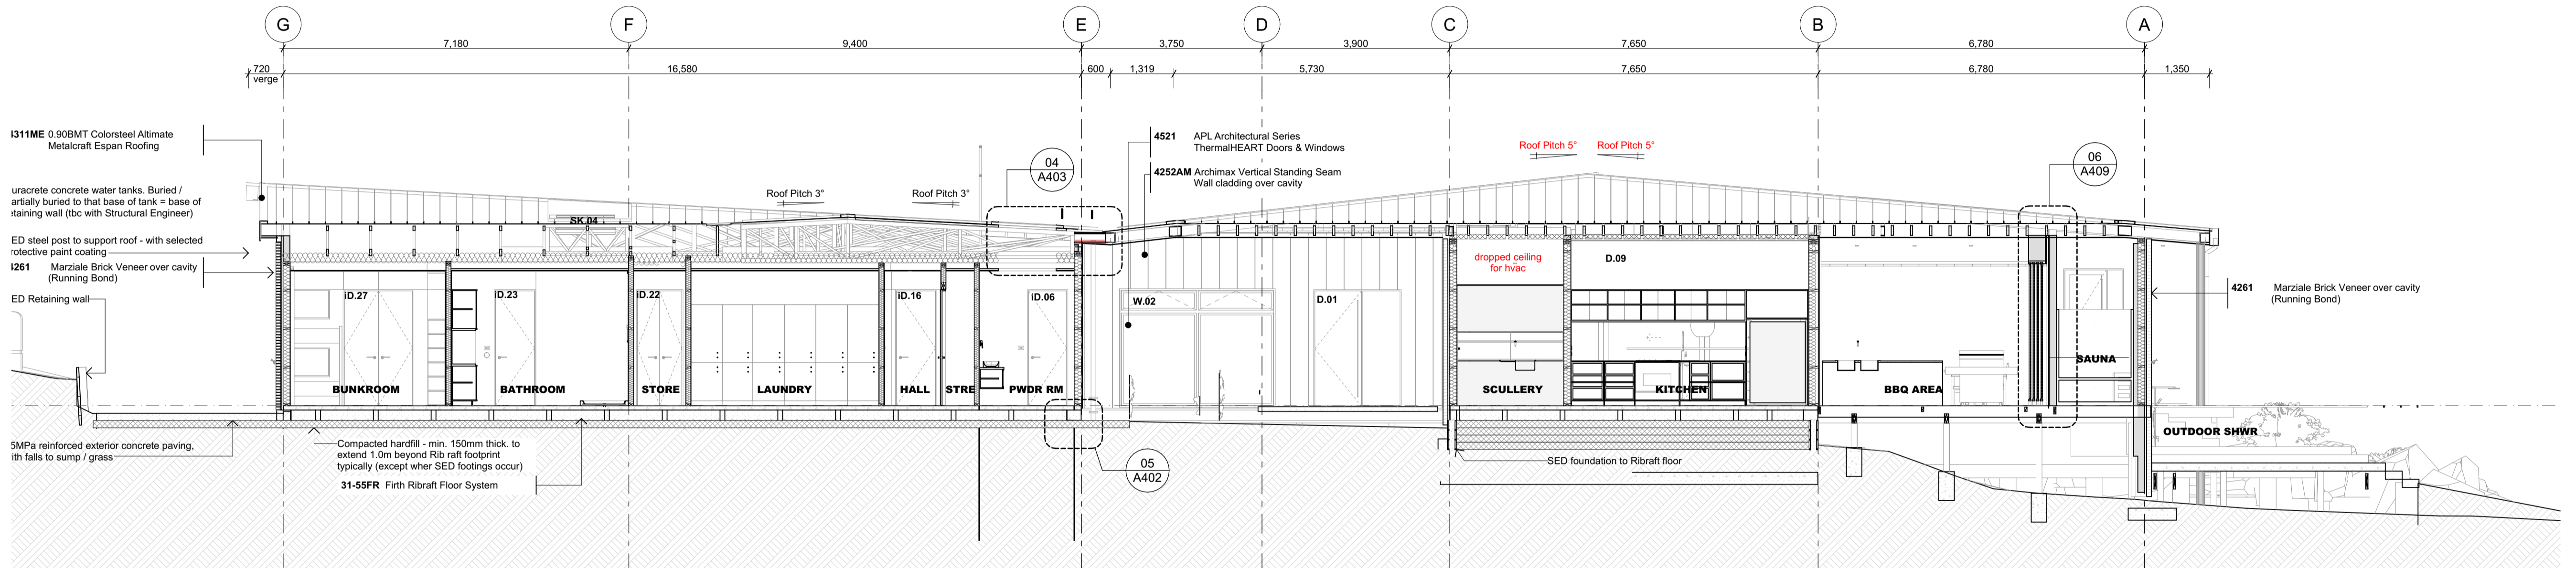 G F E D C B A
7,180 9,400 3,750 3,900 7,650 6,780
720 16,580 600 1,319 5,730 7,650 6,780 1,350
verge
4311ME 0.90BMT Colorsteel Altimate
Metalcraft Espan Roofing
uracrete concrete water tanks. Buried /
artially buried to that base of tank = base of
etaining wall (tbc with Structural Engineer)
ED steel post to support roof - with selected
rotective paint coating
4261 Marziale Brick Veneer over cavity
(Running Bond)
ED Retaining wall
5MPa reinforced exterior concrete paving,
ith falls to sump / grass
Roof Pitch 3°
Roof Pitch 3°
SK.04
04
A403
4521 APL Architectural Series
ThermalHEART Doors & Windows
4252AM Archimax Vertical Standing Seam
Wall cladding over cavity
Roof Pitch 5°
Roof Pitch 5°
06
A409
dropped ceiling
for hvac
D.09
4261 Marziale Brick Veneer over cavity
(Running Bond)
iD.27
iD.23
iD.22
iD.16
iD.06
W.02
D.01
BUNKROOM
BATHROOM
STORE
LAUNDRY
HALL
STRE
PWDR RM
SCULLERY
KITCHEN
BBQ AREA
SAUNA
OUTDOOR SHWR
Compacted hardfill - min. 150mm thick. to
extend 1.0m beyond Rib raft footprint
typically (except wher SED footings occur)
31-55FR Firth Ribraft Floor System
05
A402
SED foundation to Ribraft floor